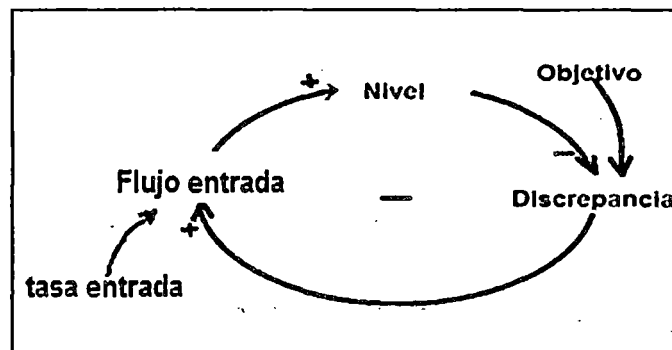 +
Nivel
Objetivo
−
Flujo entrada
−
Discrepancia
+
tasa entrada